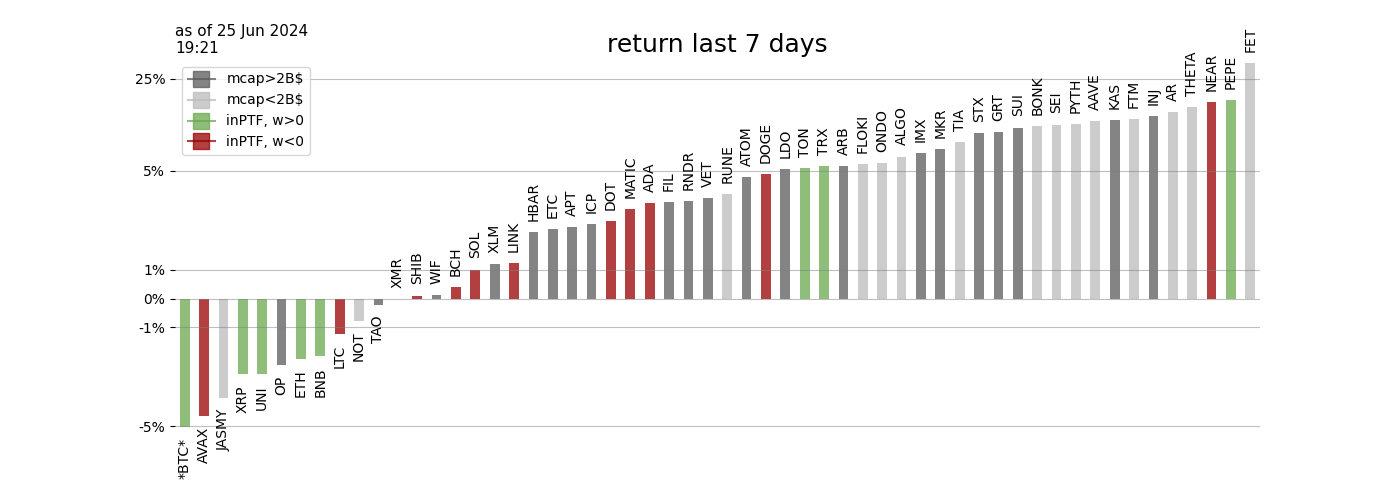 as of 25 Jun 2024
19:21
return last 7 days
mcap>2B$
mcap<2B$
inPTF, w>0
inPTF, w<0
25%
5%
1%
0%
-1%
-5%
*BTC*
AVAX
JASMY
XRP
UNI
OP
ETH
BNB
LTC
NOT
TAO
XMR
SHIB
WIF
BCH
SOL
XLM
LINK
HBAR
ETC
APT
ICP
DOT
MATIC
ADA
FIL
RNDR
VET
RUNE
ATOM
DOGE
LDO
TON
TRX
ARB
FLOKI
ONDO
ALGO
IMX
MKR
TIA
STX
GRT
SUI
BONK
SEI
PYTH
AAVE
KAS
FTM
INJ
AR
THETA
NEAR
PEPE
FET